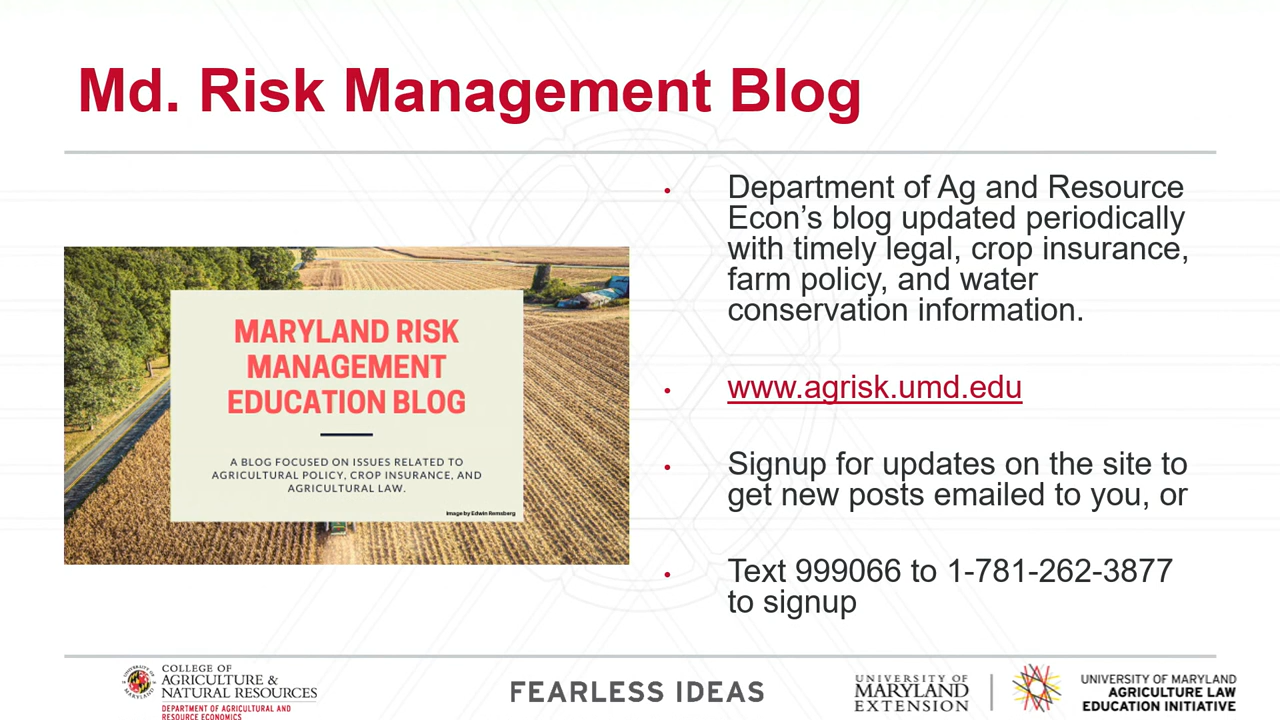 Md. Risk Management Blog
MARYLAND RISK
MANAGEMENT
EDUCATION BLOG
A BLOG FOCUSED ON ISSUES RELATED TO
AGRICULTURAL POLICY, CROP INSURANCE, AND
AGRICULTURAL LAW.
Image by Edwin Remsberg
• Department of Ag and Resource
Econ’s blog updated periodically
with timely legal, crop insurance,
farm policy, and water
conservation information.
• www.agrisk.umd.edu
• Signup for updates on the site to
get new posts emailed to you, or
• Text 999066 to 1-781-262-3877
to signup
COLLEGE OF
AGRICULTURE &
NATURAL RESOURCES
DEPARTMENT OF AGRICULTURAL AND
RESOURCE ECONOMICS
FEARLESS IDEAS
UNIVERSITY OF
MARYLAND
EXTENSION
UNIVERSITY OF MARYLAND
AGRICULTURE LAW
EDUCATION INITIATIVE